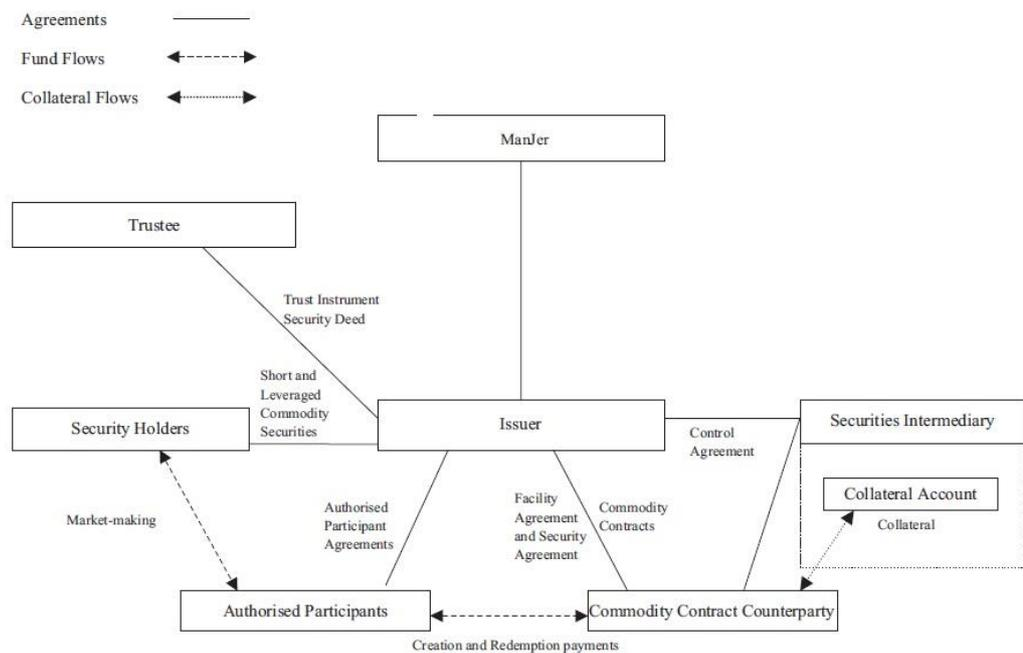 Agreements
Fund Flows
Collateral Flows
ManJer
Trustee
Trust Instrument
Security Deed
Short and
Leveraged
Commodity
Securities
Security Holders
Issuer
Control
Agreement
Securities Intermediary
Collateral Account
Collateral
Market-making
Authorised
Participant
Agreements
Facility
Agreement
and Security
Agreement
Commodity
Contracts
Authorised Participants
Commodity Contract Counterparty
Creation and Redemption payments